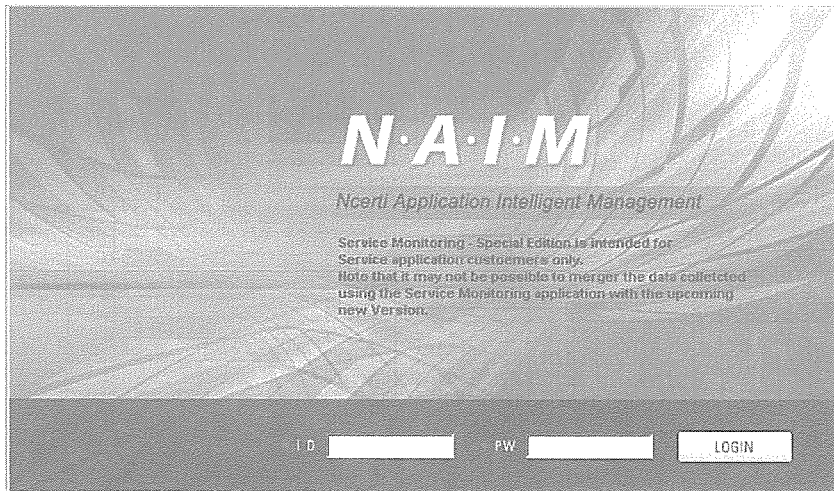 N·A·I·M
Ncerti Application Intelligent Management
Service Monitoring - Special Edition is intended for
Service application custoemers only.
Note that it may not be possible to merger the data colletcted
using the Service Monitoring application with the upcoming
new Version.
I D PW LOGIN